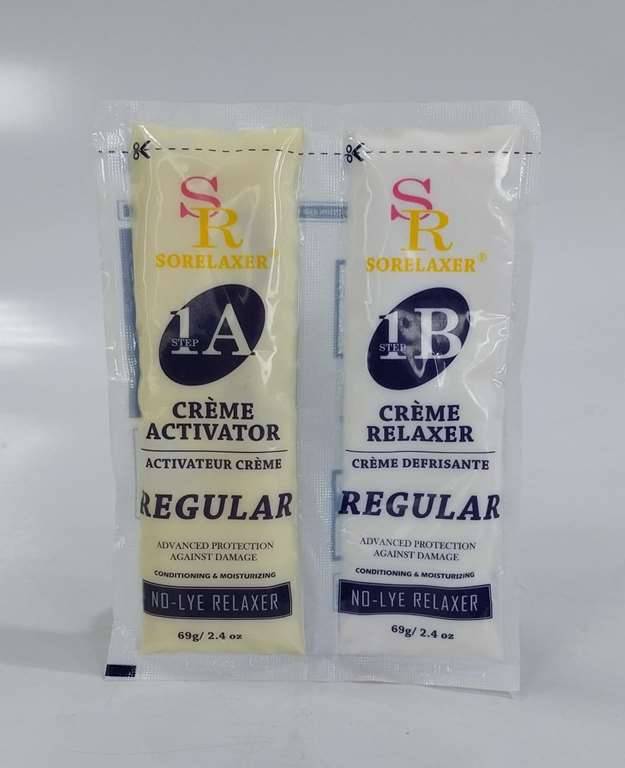 SR
SORELAXER®
STEP 1A
CRÈME
ACTIVATOR
ACTIVATEUR CRÈME
REGULAR
ADVANCED PROTECTION
AGAINST DAMAGE
CONDITIONING & MOISTURIZING
NO-LYE RELAXER
69g/ 2.4 oz
SR
SORELAXER®
STEP 1B
CRÈME
RELAXER
CRÈME DEFRISANTE
REGULAR
ADVANCED PROTECTION
AGAINST DAMAGE
CONDITIONING & MOISTURIZING
NO-LYE RELAXER
69g/ 2.4 oz